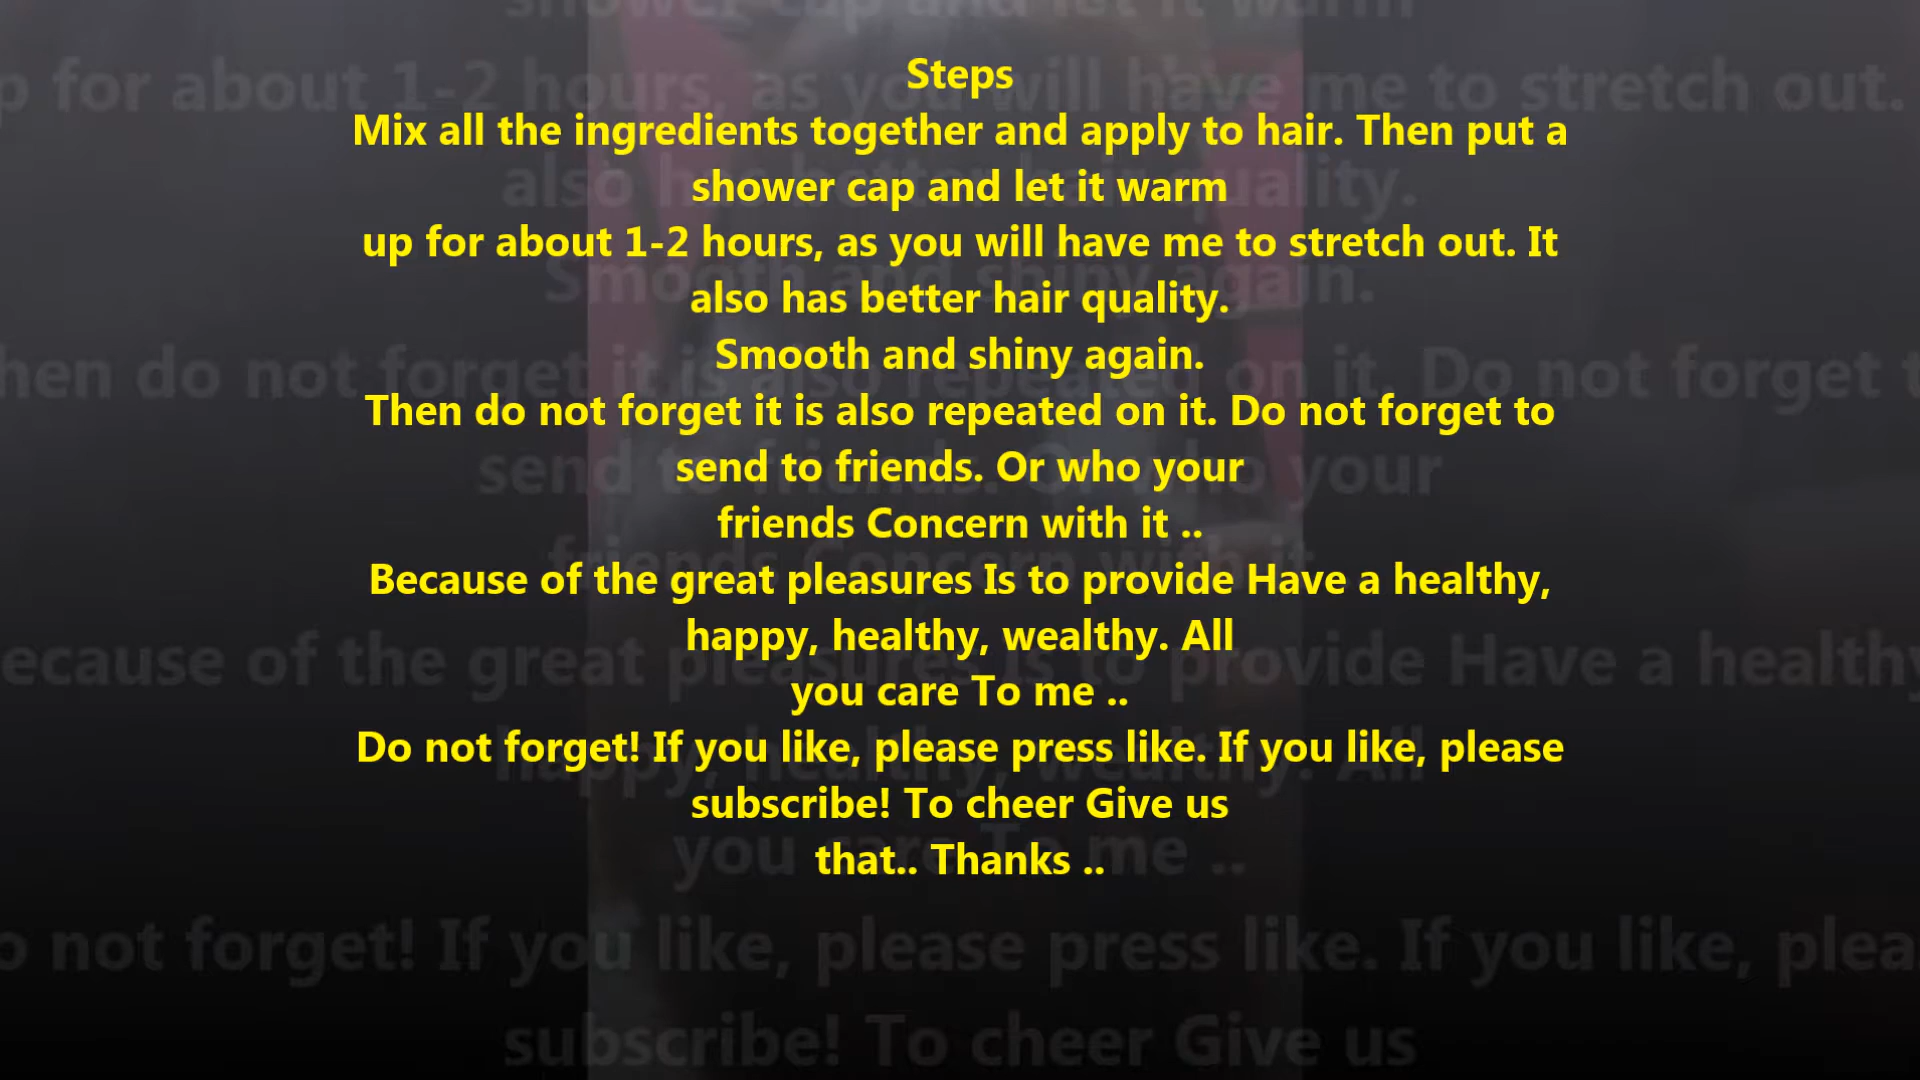 Steps
Mix all the ingredients together and apply to hair. Then put a
shower cap and let it warm
up for about 1-2 hours, as you will have me to stretch out. It
also has better hair quality.
Smooth and shiny again.
Then do not forget it is also repeated on it. Do not forget to
send to friends. Or who your
friends Concern with it ..
Because of the great pleasures Is to provide Have a healthy,
happy, healthy, wealthy. All
you care To me ..
Do not forget! If you like, please press like. If you like, please
subscribe! To cheer Give us
that.. Thanks ..